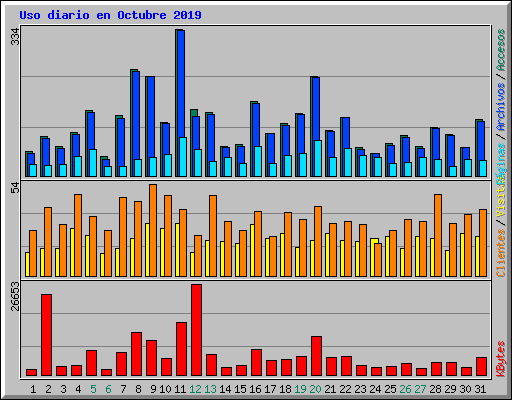 Uso diario en Octubre 2019
334
54
26653
Clientes / Visitas
Páginas / Archivos / Accesos
KBytes
1 2 3 4 5 6 7 8 9 10 11 12 13 14 15 16 17 18 19 20 21 22 23 24 25 26 27 28 29 30 31